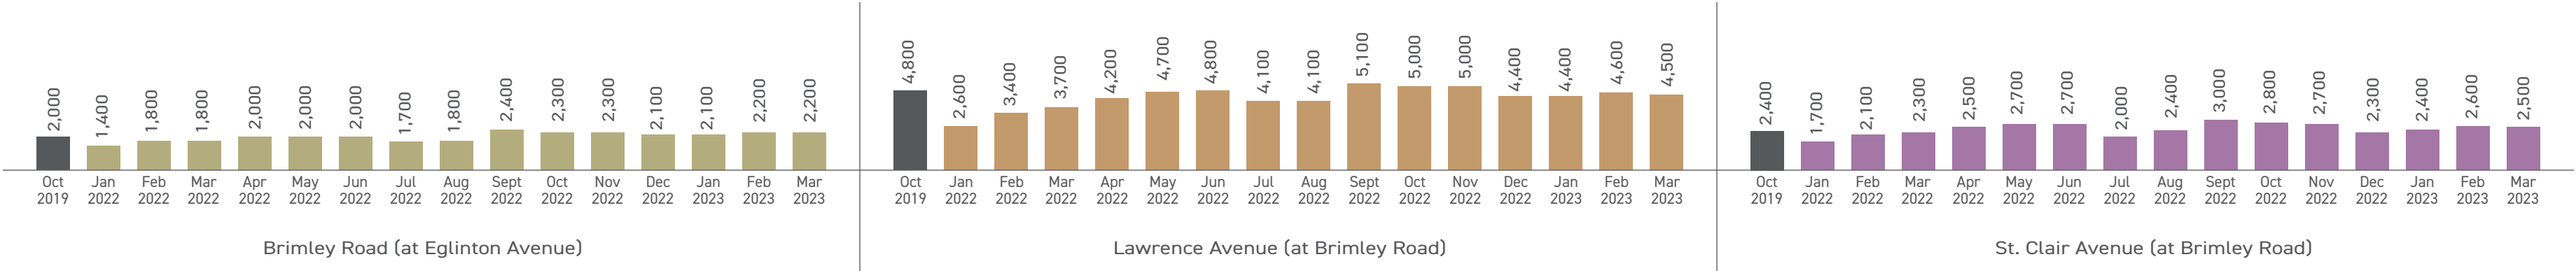 2,000 1,400 1,800 1,800 2,000 2,000 2,000 1,700 1,800 2,400 2,300 2,300 2,100 2,100 2,200 2,200
Oct Jan Feb Mar Apr May Jun Jul Aug Sept Oct Nov Dec Jan Feb Mar
2019 2022 2022 2022 2022 2022 2022 2022 2022 2022 2022 2022 2022 2023 2023 2023
Brimley Road (at Eglinton Avenue)
4,800 2,600 3,400 3,700 4,200 4,700 4,800 4,100 4,100 5,100 5,000 5,000 4,400 4,400 4,600 4,500
Oct Jan Feb Mar Apr May Jun Jul Aug Sept Oct Nov Dec Jan Feb Mar
2019 2022 2022 2022 2022 2022 2022 2022 2022 2022 2022 2022 2022 2023 2023 2023
Lawrence Avenue (at Brimley Road)
2,400 1,700 2,100 2,300 2,500 2,700 2,700 2,000 2,400 3,000 2,800 2,700 2,300 2,400 2,600 2,500
Oct Jan Feb Mar Apr May Jun Jul Aug Sept Oct Nov Dec Jan Feb Mar
2019 2022 2022 2022 2022 2022 2022 2022 2022 2022 2022 2022 2022 2023 2023 2023
St. Clair Avenue (at Brimley Road)